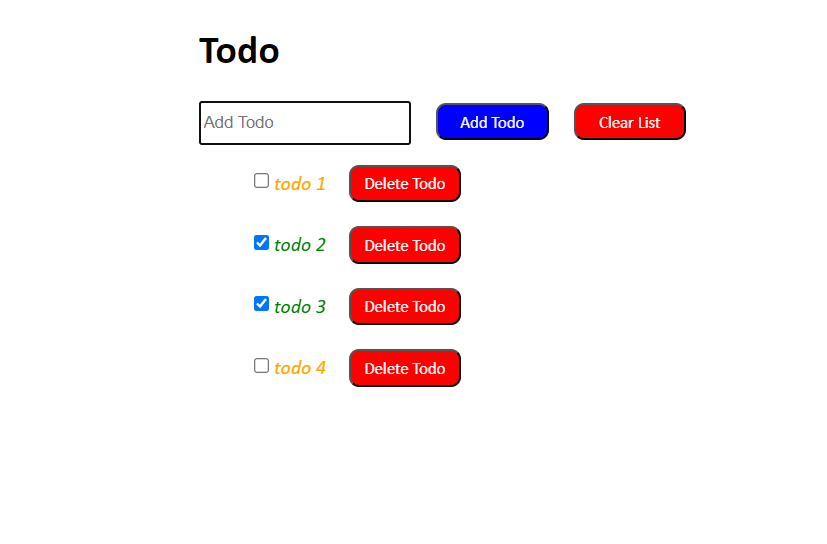 Todo
Add Todo Add Todo Clear List
todo 1 Delete Todo
todo 2 Delete Todo
todo 3 Delete Todo
todo 4 Delete Todo